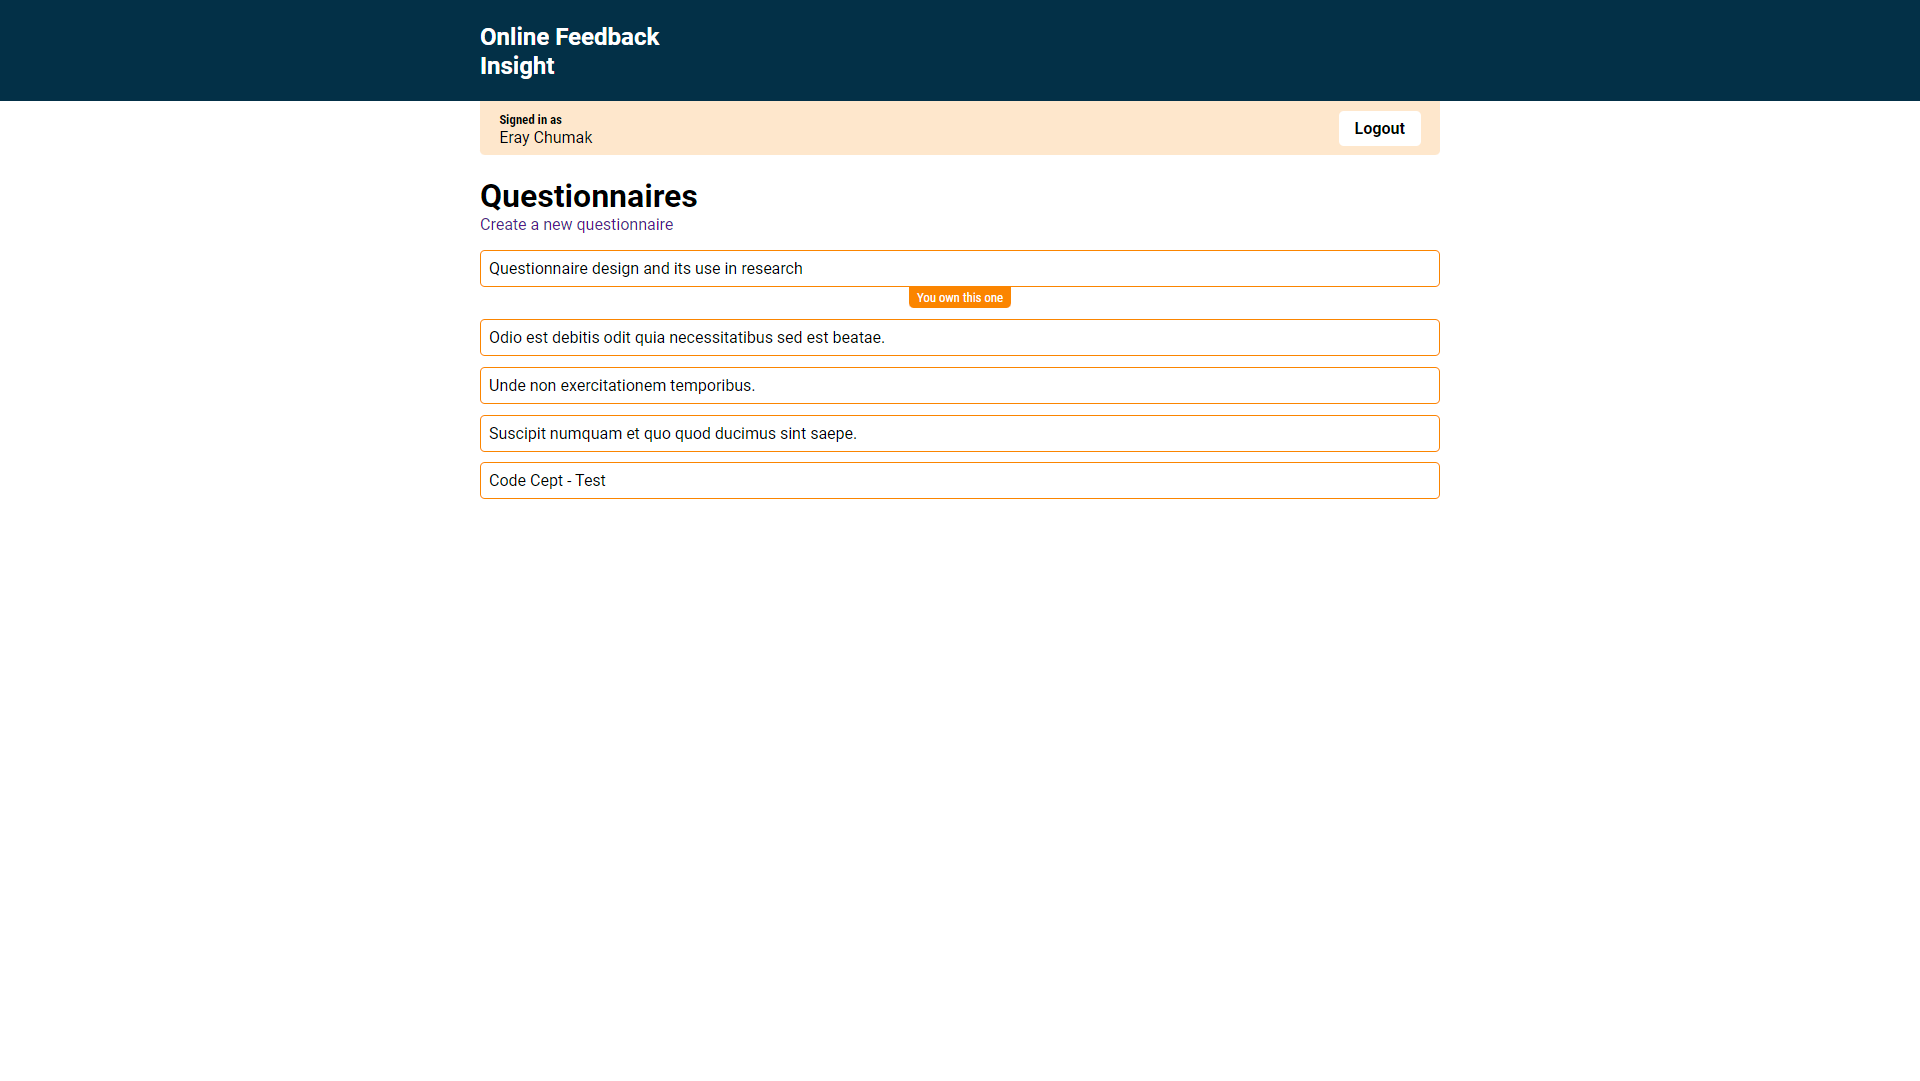 Online Feedback
Insight
Signed in as
Eray Chumak
Logout
Questionnaires
Create a new questionnaire
Questionnaire design and its use in research
You own this one
Odio est debitis odit quia necessitatibus sed est beatae.
Unde non exercitationem temporibus.
Suscipit numquam et quo quod ducimus sint saepe.
Code Cept - Test